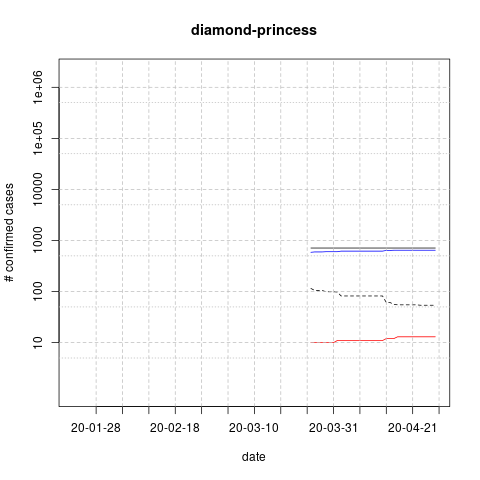 diamond-princess
# confirmed cases
1e+06
1e+05
10000
1000
100
10
20-01-28 20-02-18 20-03-10 20-03-31 20-04-21
date